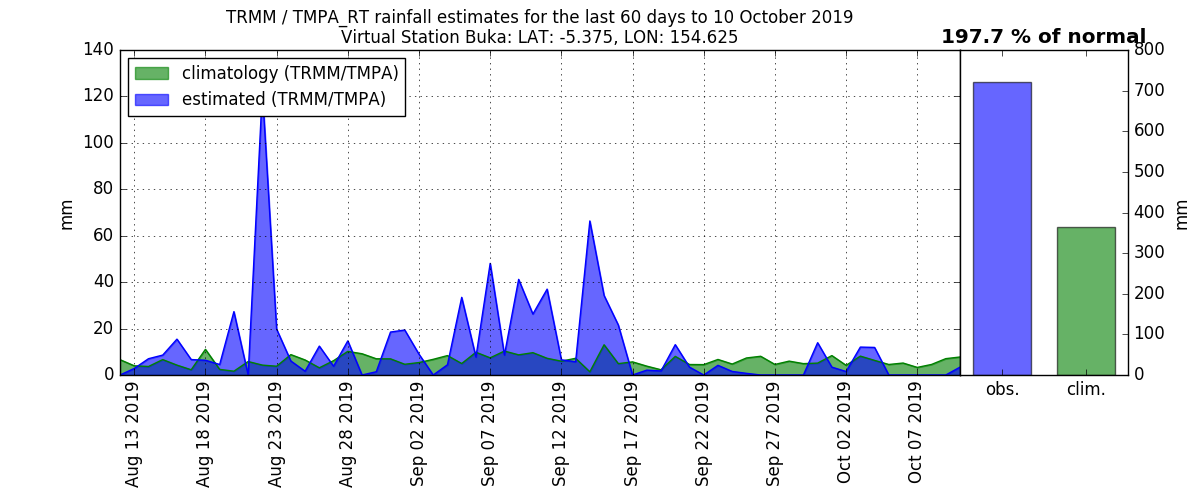 TRMM / TMPA_RT rainfall estimates for the last 60 days to 10 October 2019
Virtual Station Buka: LAT: -5.375, LON: 154.625
197.7 % of normal
climatology (TRMM/TMPA)
estimated (TRMM/TMPA)
mm
140
120
100
80
60
40
20
0
Aug 13 2019
Aug 18 2019
Aug 23 2019
Aug 28 2019
Sep 02 2019
Sep 07 2019
Sep 12 2019
Sep 17 2019
Sep 22 2019
Sep 27 2019
Oct 02 2019
Oct 07 2019
obs.
clim.
800
700
600
500
400
300
200
100
0
mm